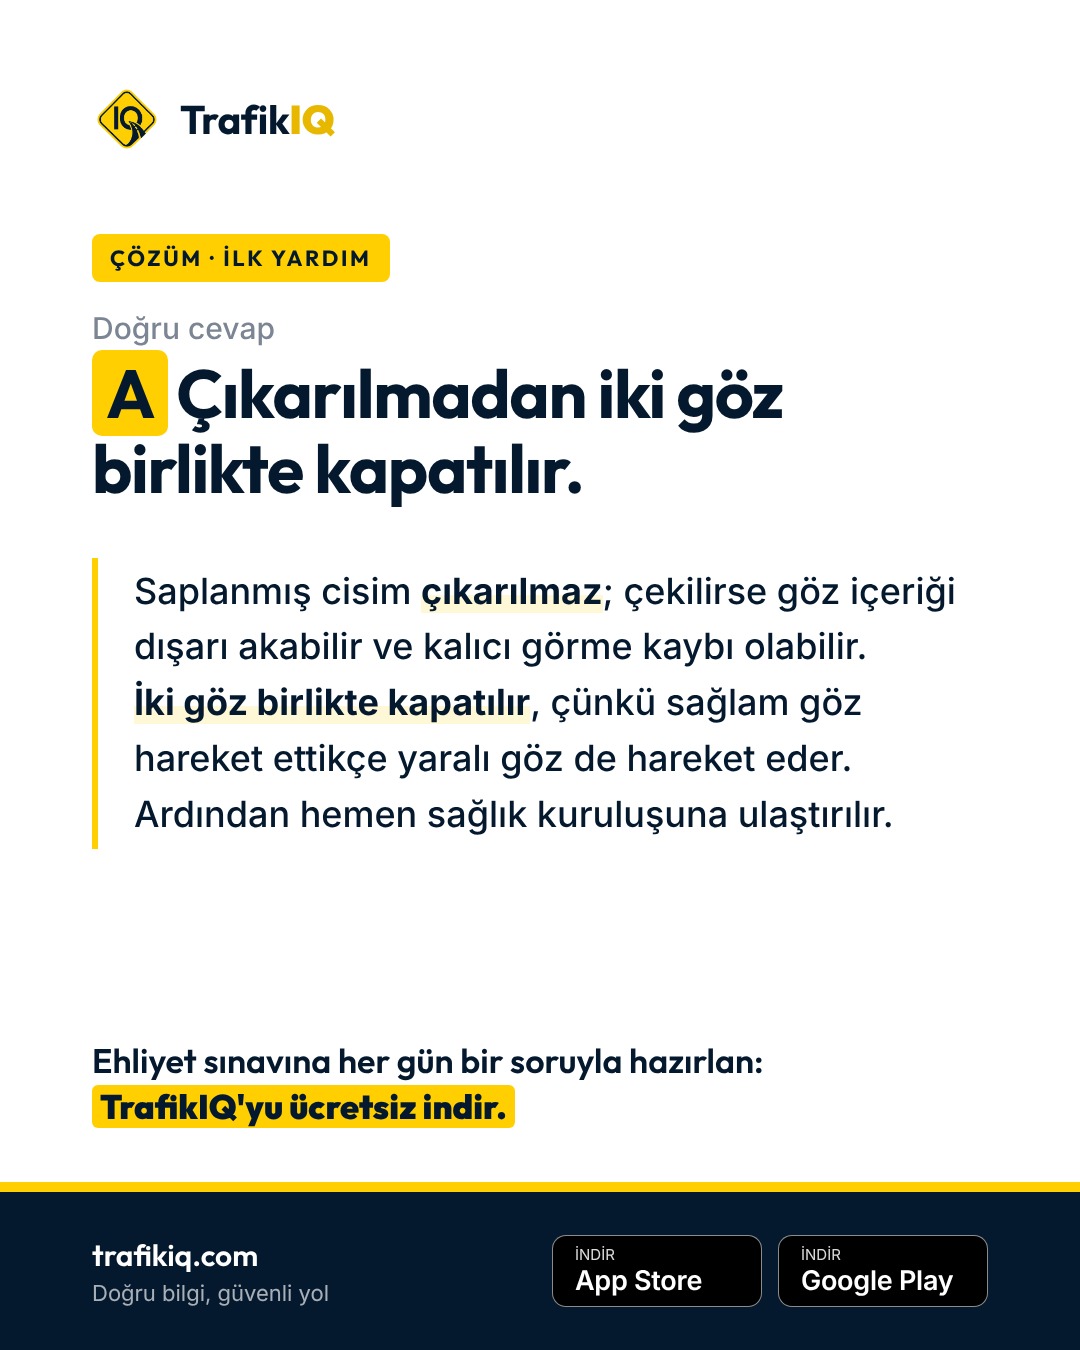 IQ
TrafikIQ
ÇÖZÜM · İLK YARDIM
Doğru cevap
A Çıkarılmadan iki göz
birlikte kapatılır.
Saplanmış cisim çıkarılmaz; çekilirse göz içeriği
dışarı akabilir ve kalıcı görme kaybı olabilir.
İki göz birlikte kapatılır, çünkü sağlam göz
hareket ettikçe yaralı göz de hareket eder.
Ardından hemen sağlık kuruluşuna ulaştırılır.
Ehliyet sınavına her gün bir soruyla hazırlan:
TrafikIQ'yu ücretsiz indir.
trafikiq.com
Doğru bilgi, güvenli yol
İNDİR
App Store
İNDİR
Google Play